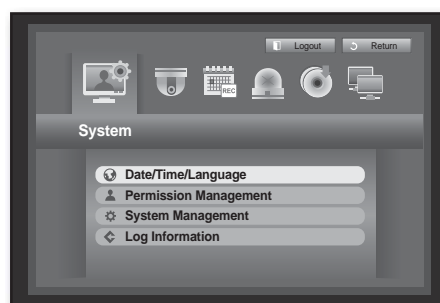 Logout Return
REC
System
Date/Time/Language
Permission Management
System Management
Log Information